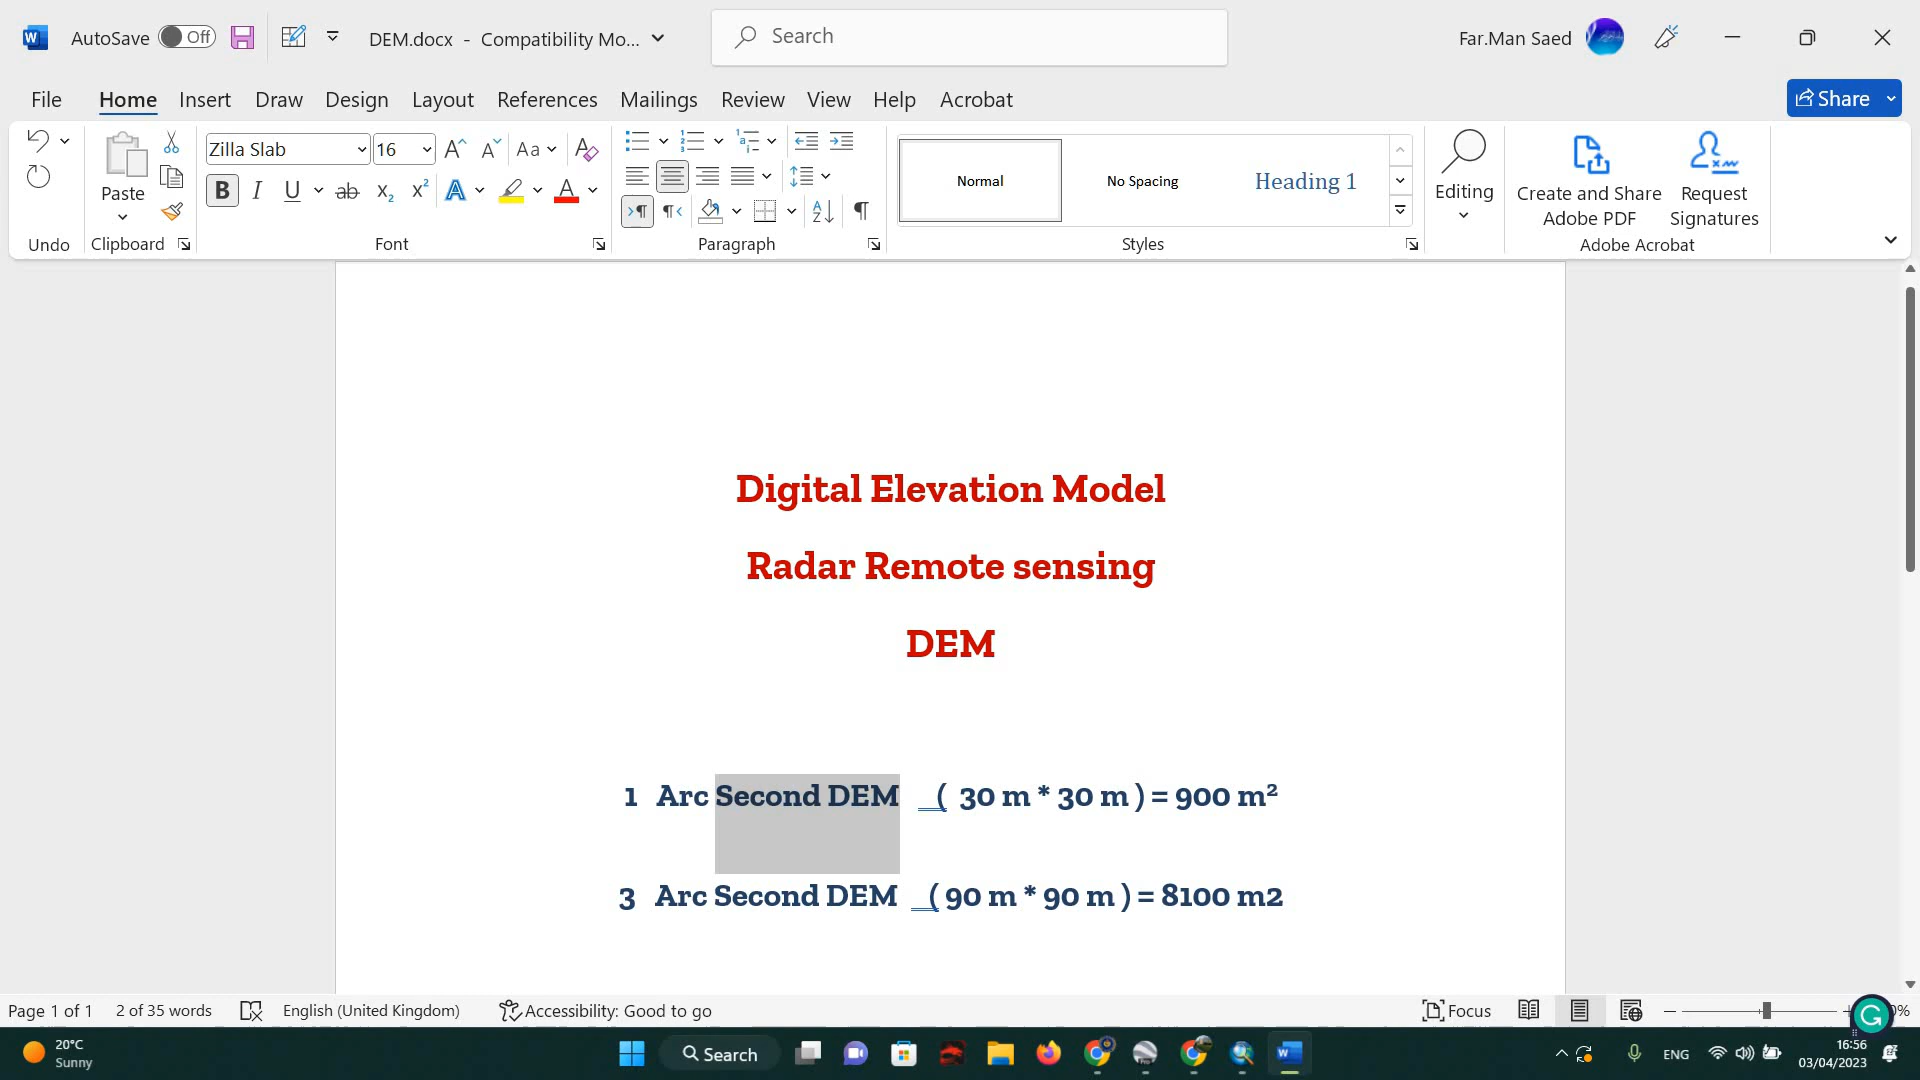 AutoSave Off DEM.docx - Compatibility Mo... Search Far.Man Saed
File Home Insert Draw Design Layout References Mailings Review View Help Acrobat Share
Zilla Slab 16 Aa
Paste B I U ab x2 x2 A A
Normal No Spacing Heading 1
Editing Create and Share Adobe PDF Request Signatures
Undo Clipboard Font Paragraph Styles Adobe Acrobat
Digital Elevation Model
Radar Remote sensing
DEM
1 Arc Second DEM _( 30 m * 30 m ) = 900 m²
3 Arc Second DEM _( 90 m * 90 m ) = 8100 m2
Page 1 of 1 2 of 35 words English (United Kingdom) Accessibility: Good to go Focus
20°C
Sunny
Search
ENG
16:56
03/04/2023